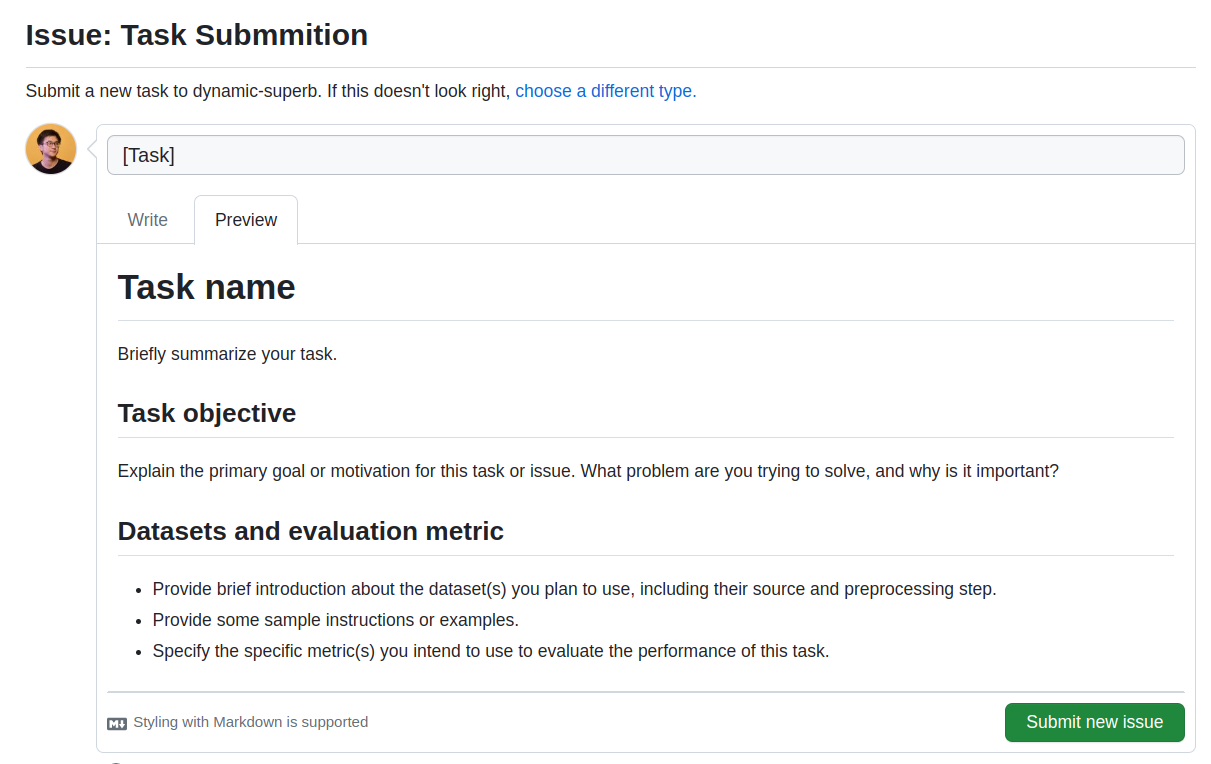 Issue: Task Submmition
Submit a new task to dynamic-superb. If this doesn't look right, choose a different type.
[Task]
Write Preview
Task name
Briefly summarize your task.
Task objective
Explain the primary goal or motivation for this task or issue. What problem are you trying to solve, and why is it important?
Datasets and evaluation metric
Provide brief introduction about the dataset(s) you plan to use, including their source and preprocessing step.
Provide some sample instructions or examples.
Specify the specific metric(s) you intend to use to evaluate the performance of this task.
M Styling with Markdown is supported Submit new issue